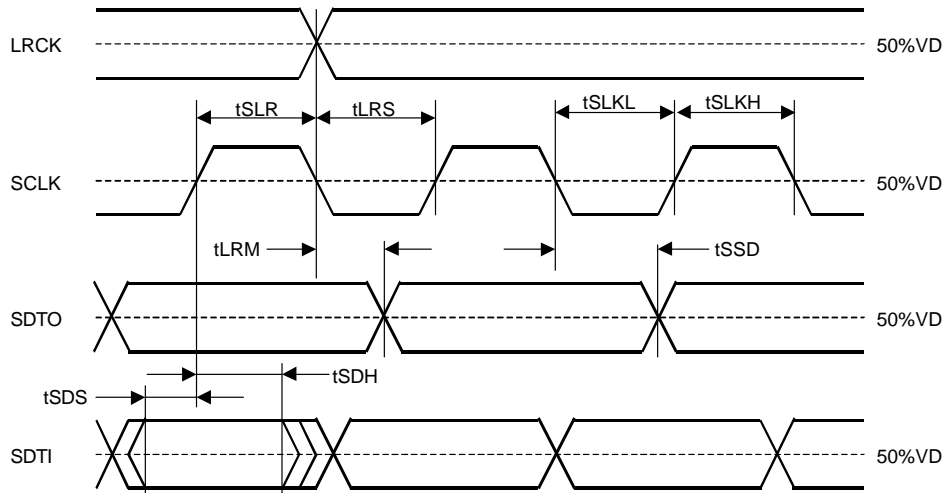 LRCK 50%VD
tSLR tLRS tSLKL tSLKH
SCLK 50%VD
tLRM tSSD
SDTO 50%VD
tSDH
tSDS
SDTI 50%VD